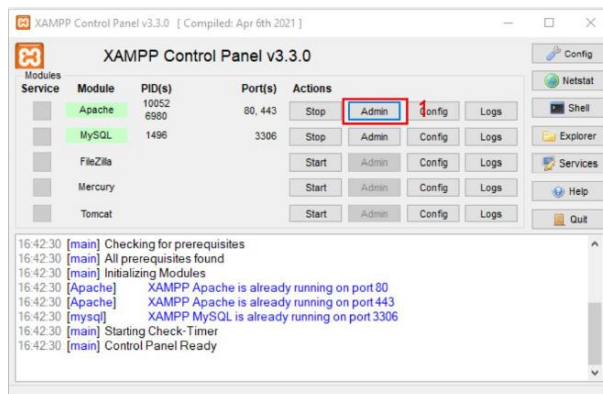 XAMPP Control Panel v3.3.0 [ Compiled: Apr 6th 2021 ]
XAMPP Control Panel v3.3.0
Config
Modules
Service Module PID(s) Port(s) Actions
Netstat
Apache 10052 6980 80, 443 Stop Admin 1 Config Logs
Shell
MySQL 1496 3306 Stop Admin Config Logs
Explorer
FileZilla Start Admin Config Logs
Services
Mercury Start Admin Config Logs
Help
Tomcat Start Admin Config Logs
Quit
16:42:30 [main] Checking for prerequisites
16:42:30 [main] All prerequisites found
16:42:30 [main] Initializing Modules
16:42:30 [Apache] XAMPP Apache is already running on port 80
16:42:30 [Apache] XAMPP Apache is already running on port 443
16:42:30 [mysql] XAMPP MySQL is already running on port 3306
16:42:30 [main] Starting Check-Timer
16:42:30 [main] Control Panel Ready